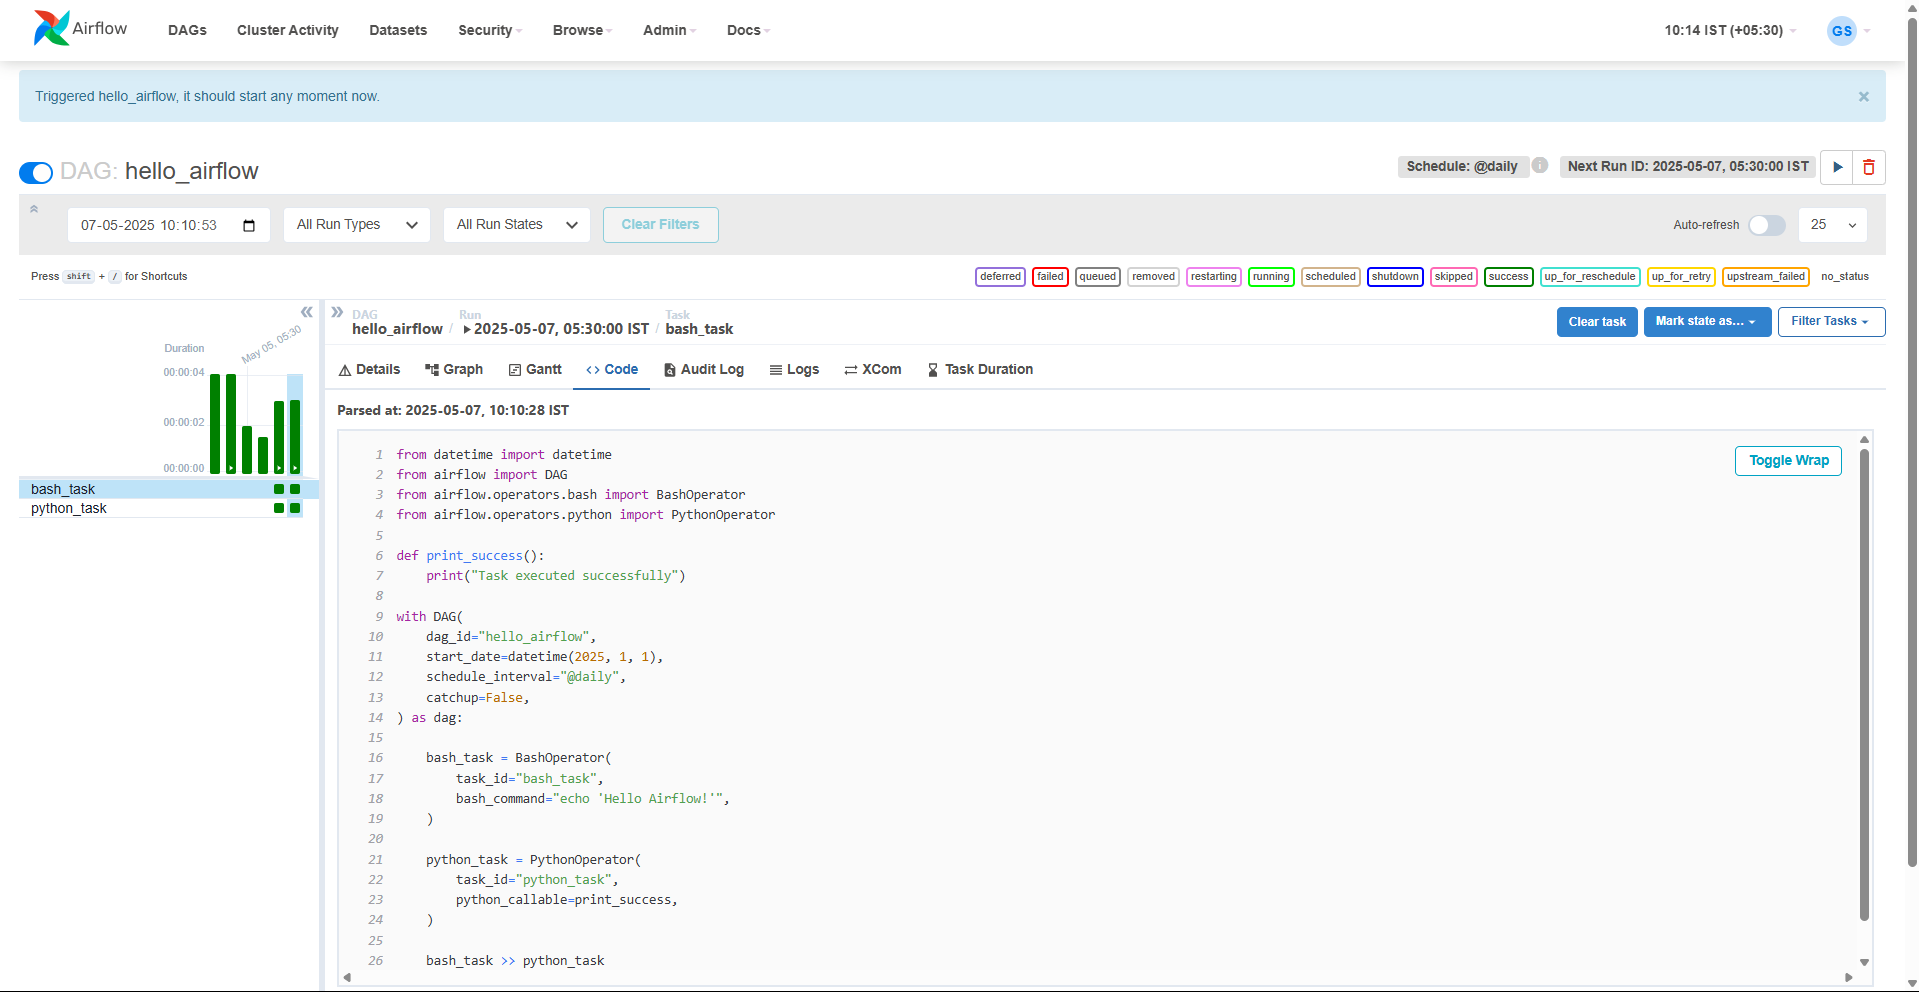 Airflow DAGs Cluster Activity Datasets Security Browse Admin Docs 10:14 IST (+05:30) GS
Triggered hello_airflow, it should start any moment now. ×
DAG: hello_airflow Schedule: @daily i Next Run ID: 2025-05-07, 05:30:00 IST
07-05-2025 10:10:53 All Run Types All Run States Clear Filters Auto-refresh 25
Press shift + / for Shortcuts deferred failed queued removed restarting running scheduled shutdown skipped success up_for_reschedule up_for_retry upstream_failed no_status
DAG Run Task
hello_airflow / 2025-05-07, 05:30:00 IST / bash_task Clear task Mark state as... Filter Tasks
May 05, 05:30
Duration
00:00:04
00:00:02
00:00:00
bash_task
python_task
Details Graph Gantt Code Audit Log Logs XCom Task Duration
Parsed at: 2025-05-07, 10:10:28 IST
Toggle Wrap
1 from datetime import datetime
2 from airflow import DAG
3 from airflow.operators.bash import BashOperator
4 from airflow.operators.python import PythonOperator
5
6 def print_success():
7     print("Task executed successfully")
8
9 with DAG(
10     dag_id="hello_airflow",
11     start_date=datetime(2025, 1, 1),
12     schedule_interval="@daily",
13     catchup=False,
14 ) as dag:
15
16     bash_task = BashOperator(
17         task_id="bash_task",
18         bash_command="echo 'Hello Airflow!'",
19     )
20
21     python_task = PythonOperator(
22         task_id="python_task",
23         python_callable=print_success,
24     )
25
26     bash_task >> python_task